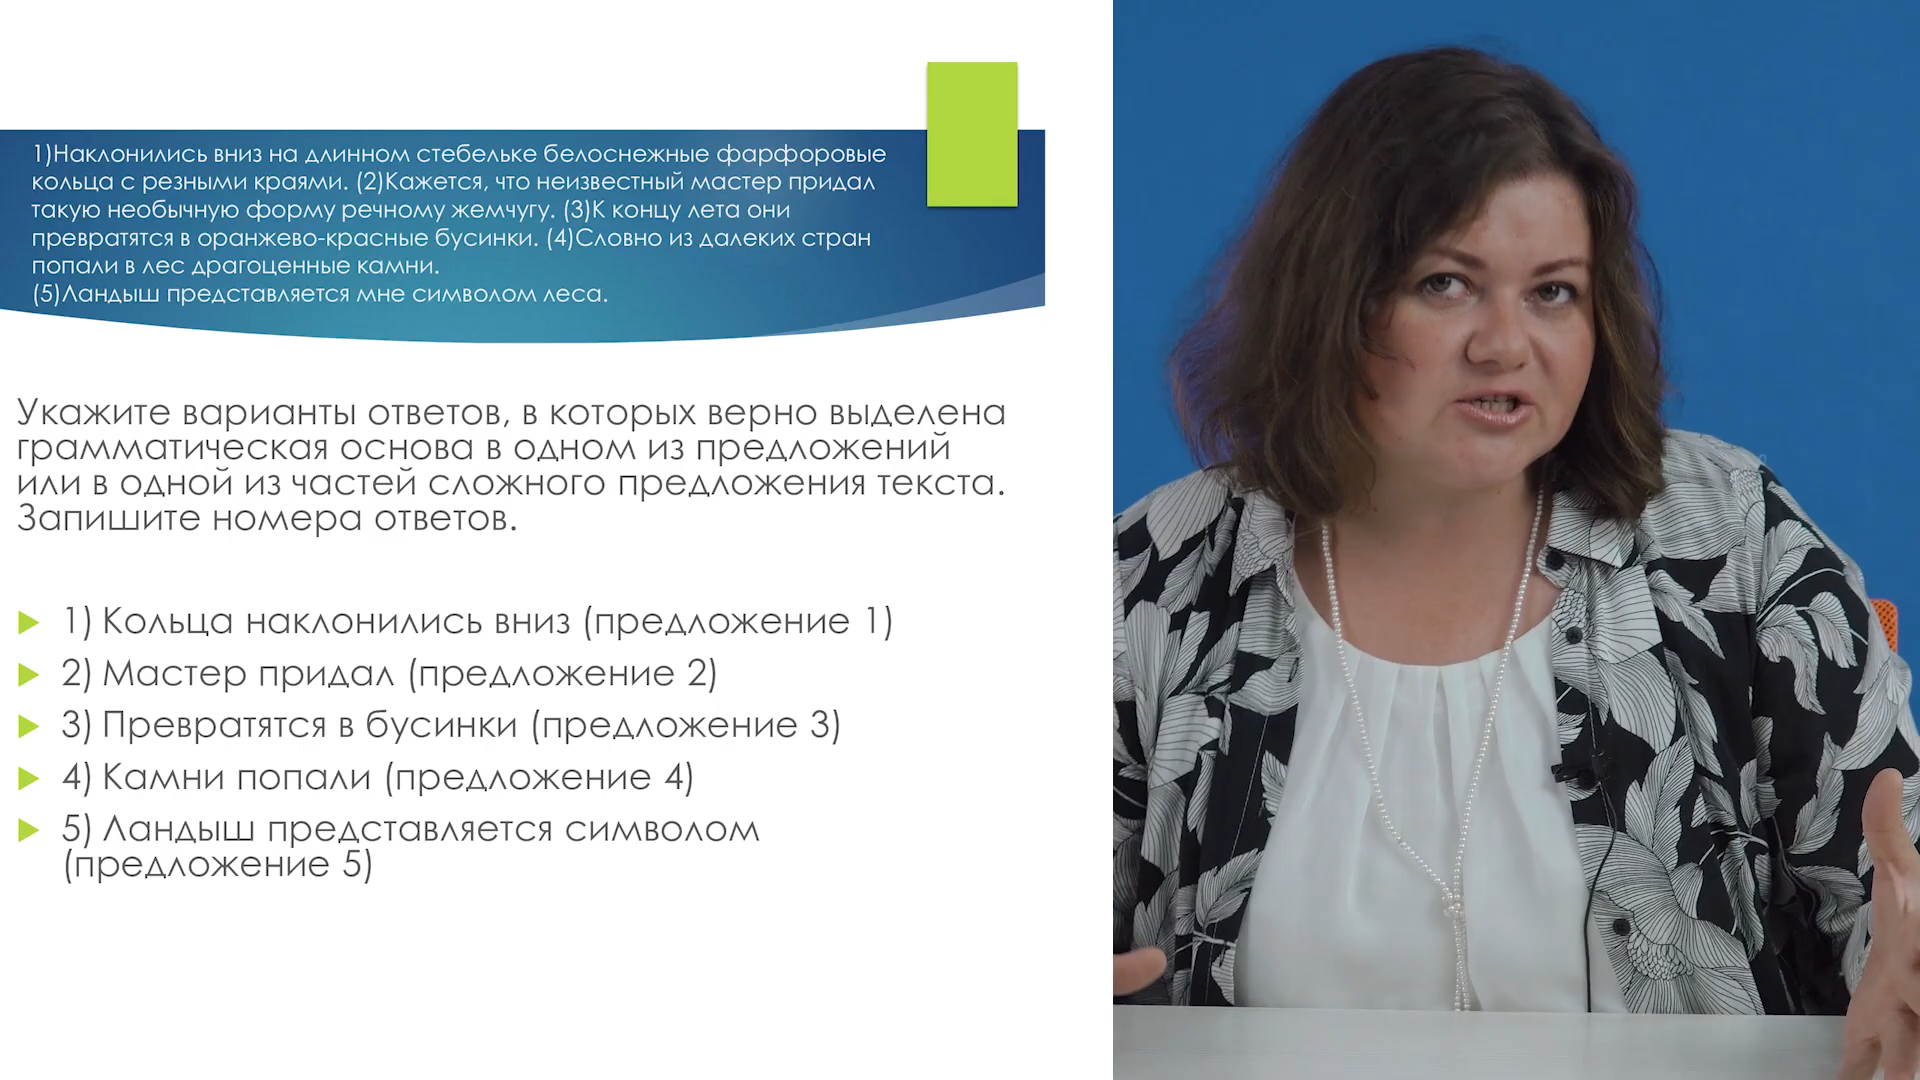 1)Наклонились вниз на длинном стебельке белоснежные фарфоровые
кольца с резными краями. (2)Кажется, что неизвестный мастер придал
такую необычную форму речному жемчугу. (3)К концу лета они
превратятся в оранжево-красные бусинки. (4)Словно из далеких стран
попали в лес драгоценные камни.
(5)Ландыш представляется мне символом леса.
Укажите варианты ответов, в которых верно выделена
грамматическая основа в одном из предложений
или в одной из частей сложного предложения текста.
Запишите номера ответов.
1) Кольца наклонились вниз (предложение 1)
2) Мастер придал (предложение 2)
3) Превратятся в бусинки (предложение 3)
4) Камни попали (предложение 4)
5) Ландыш представляется символом
(предложение 5)